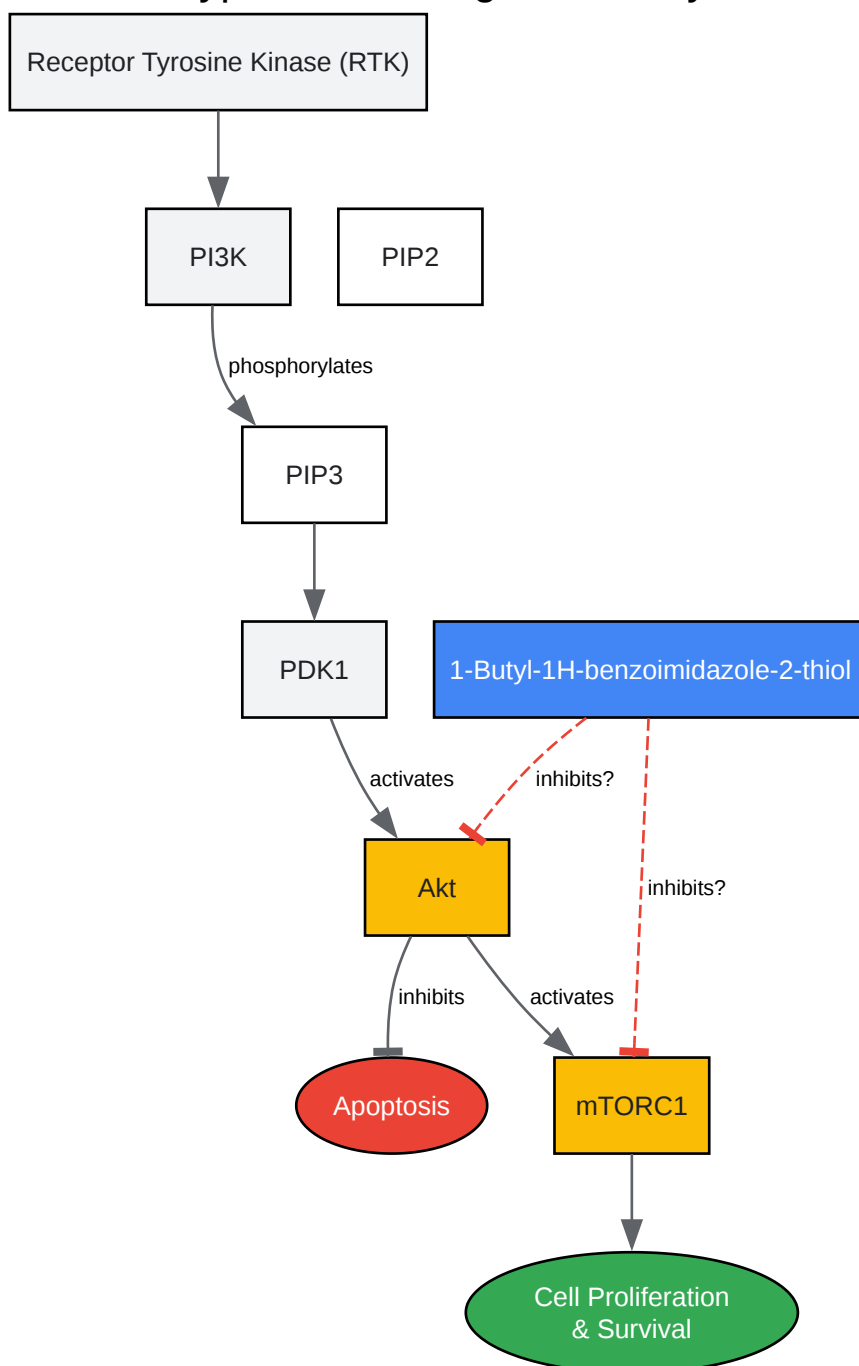 Receptor Tyrosine Kinase (RTK)
PI3K
PIP2
phosphorylates
PIP3
PDK1
1-Butyl-1H-benzoimidazole-2-thiol
activates
inhibits?
Akt
inhibits?
inhibits
activates
Apoptosis
mTORC1
Cell Proliferation
& Survival